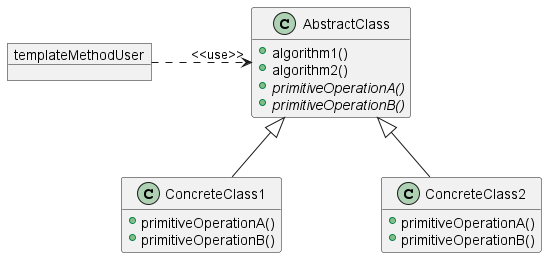 AbstractClass
algorithm1()
algorithm2()
primitiveOperationA()
primitiveOperationB()
templateMethodUser
<<use>>
ConcreteClass1
primitiveOperationA()
primitiveOperationB()
ConcreteClass2
primitiveOperationA()
primitiveOperationB()